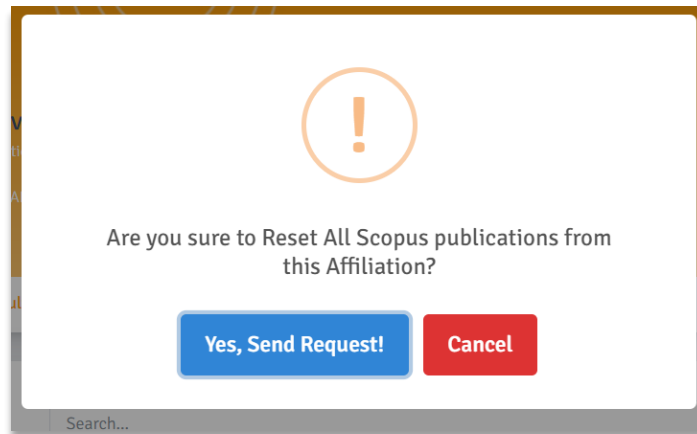 !
Are you sure to Reset All Scopus publications from
this Affiliation?
Yes, Send Request!
Cancel
Search...